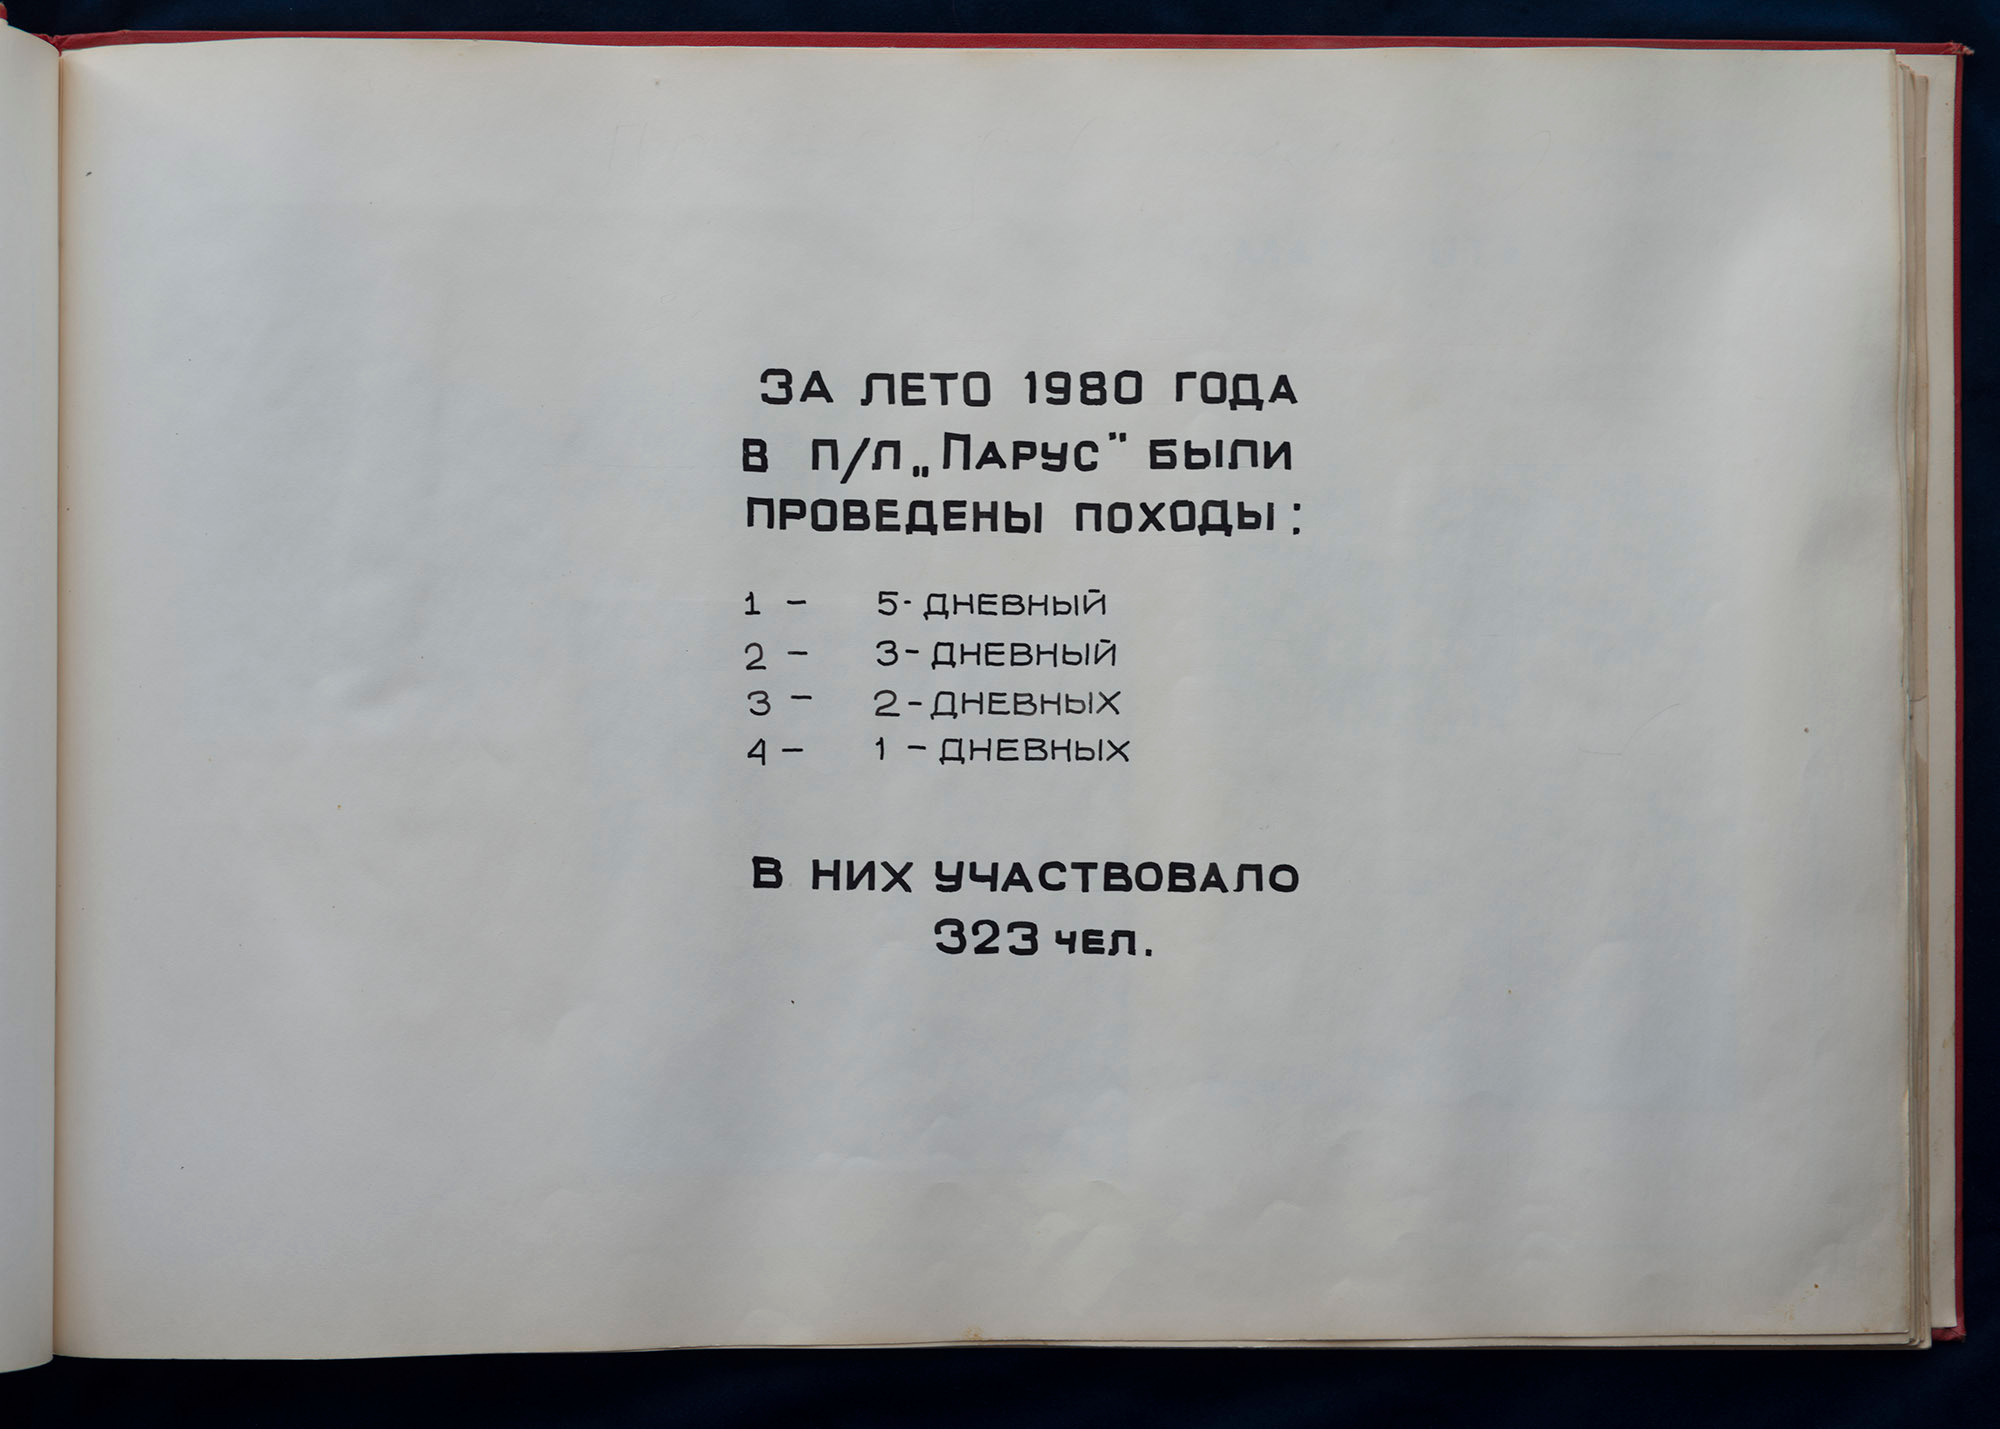 ЗА ЛЕТО 1980 ГОДА
В П/Л „ПАРУС" БЫЛИ
ПРОВЕДЕНЫ ПОХОДЫ:
1 - 5-ДНЕВНЫЙ
2 - 3-ДНЕВНЫЙ
3 - 2-ДНЕВНЫХ
4 - 1-ДНЕВНЫХ
В НИХ УЧАСТВОВАЛО
323 ЧЕЛ.